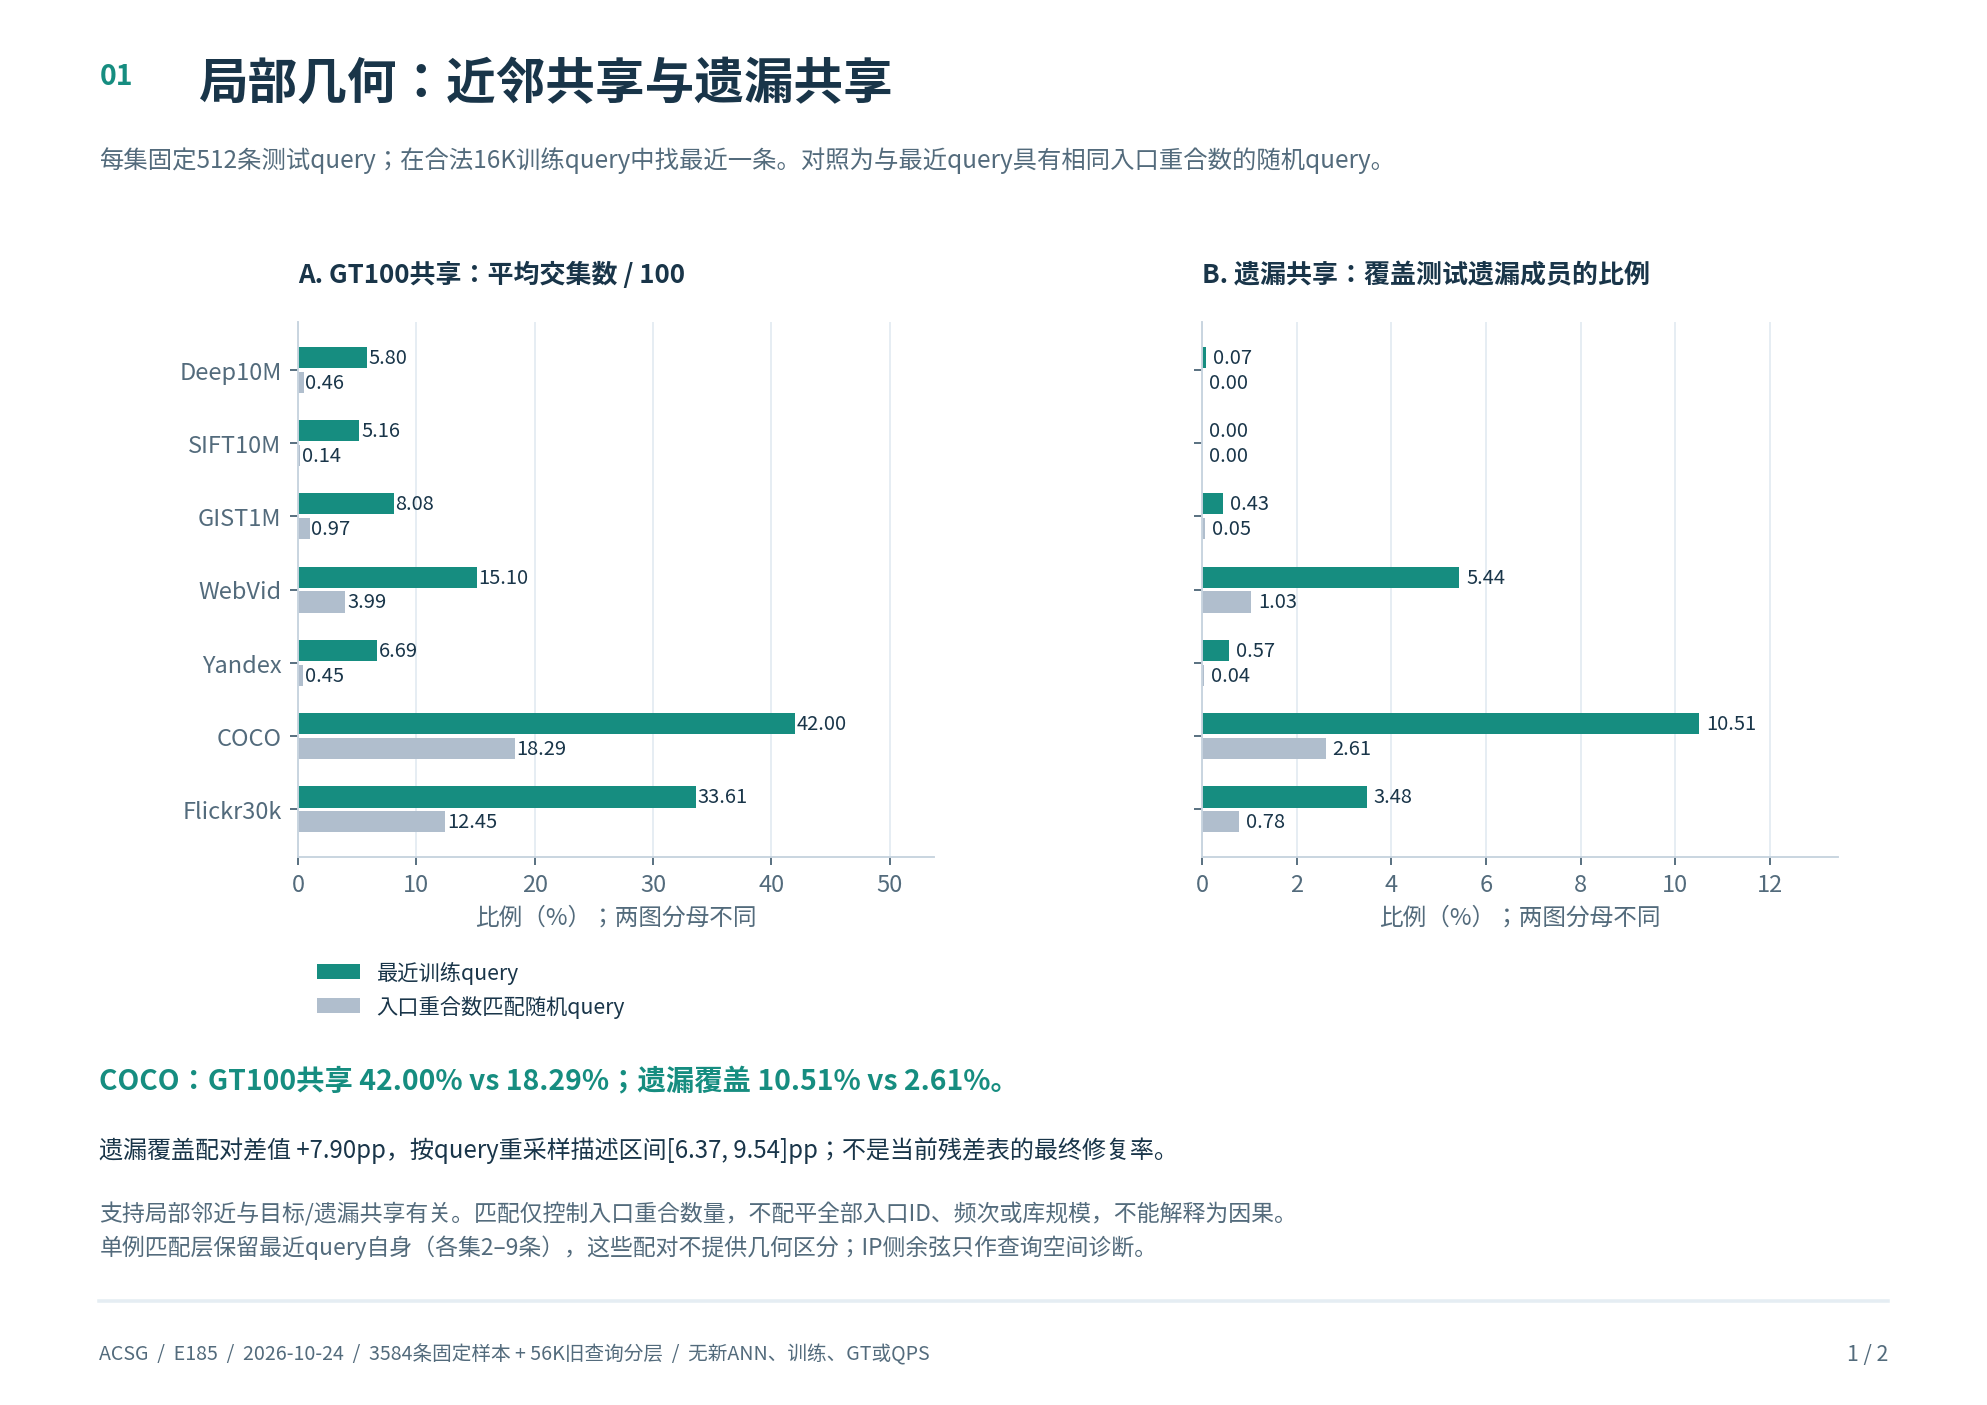 01 局部几何：近邻共享与遗漏共享
每集固定512条测试query；在合法16K训练query中找最近一条。对照为与最近query具有相同入口重合数的随机query。
A. GT100共享：平均交集数 / 100
Deep10M 5.80
0.46
SIFT10M 5.16
0.14
GIST1M 8.08
0.97
WebVid 15.10
3.99
Yandex 6.69
0.45
COCO 42.00
18.29
Flickr30k 33.61
12.45
0 10 20 30 40 50
比例（%）；两图分母不同
最近训练query
入口重合数匹配随机query
B. 遗漏共享：覆盖测试遗漏成员的比例
0.07
0.00
0.00
0.00
0.43
0.05
5.44
1.03
0.57
0.04
10.51
2.61
3.48
0.78
0 2 4 6 8 10 12
比例（%）；两图分母不同
COCO：GT100共享 42.00% vs 18.29%；遗漏覆盖 10.51% vs 2.61%。
遗漏覆盖配对差值 +7.90pp，按query重采样描述区间[6.37, 9.54]pp；不是当前残差表的最终修复率。
支持局部邻近与目标/遗漏共享有关。匹配仅控制入口重合数量，不配平全部入口ID、频次或库规模，不能解释为因果。
单例匹配层保留最近query自身（各集2–9条），这些配对不提供几何区分；IP侧余弦只作查询空间诊断。
ACSG / E185 / 2026-10-24 / 3584条固定样本 + 56K旧查询分层 / 无新ANN、训练、GT或QPS
1 / 2